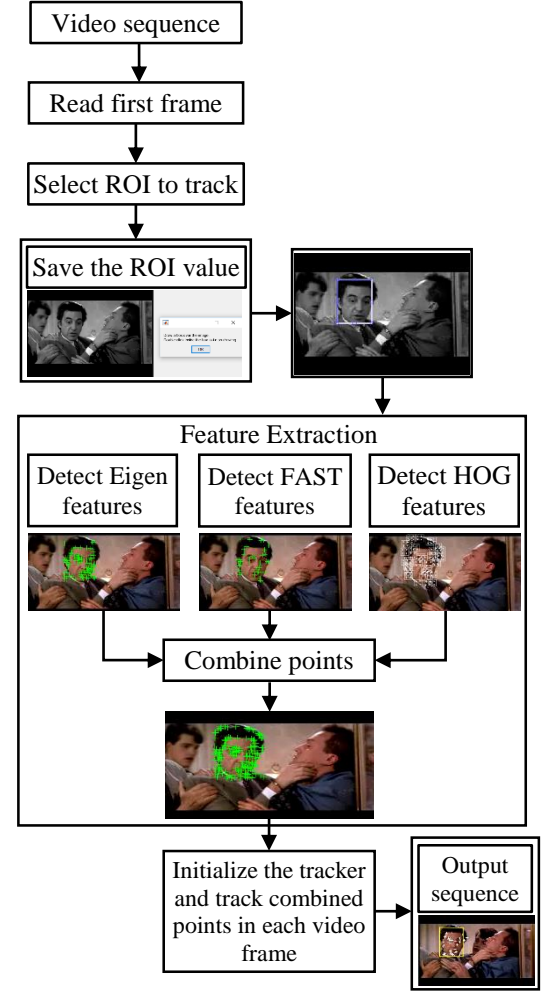 Video sequence
Read first frame
Select ROI to track
Save the ROI value
OK
Feature Extraction
Detect Eigen
features
Detect FAST
features
Detect HOG
features
Combine points
Initialize the tracker
and track combined
points in each video
frame
Output
sequence